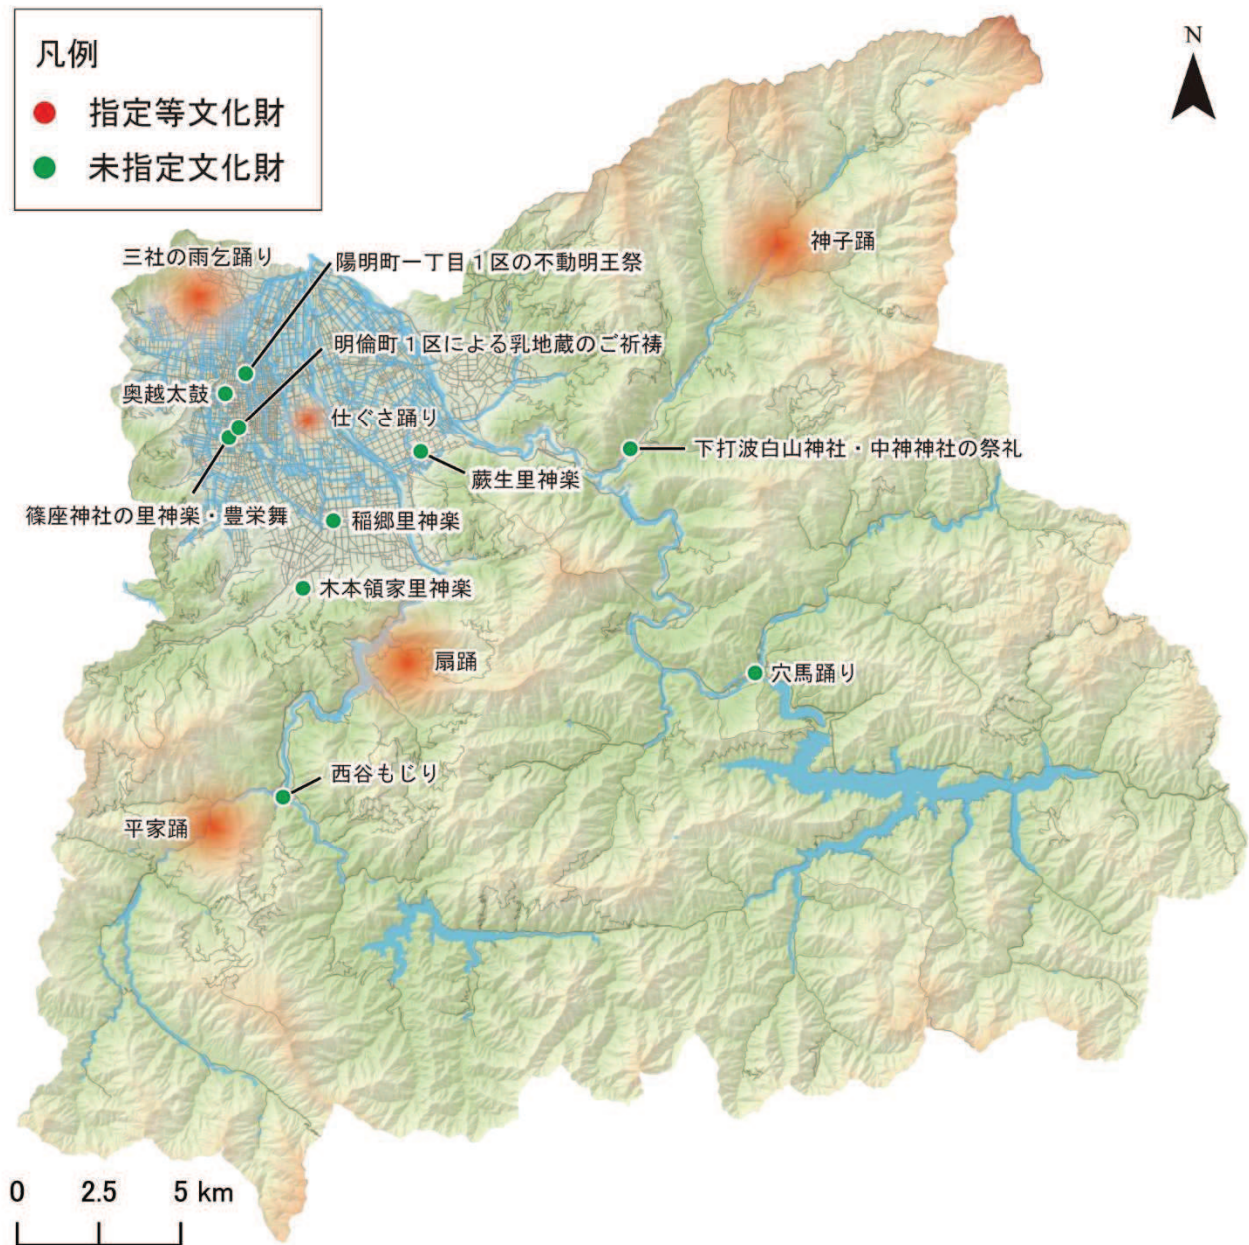 凡例
指定等文化財
未指定文化財
N
神子踊
三社の雨乞踊り
陽明町一丁目1区の不動明王祭
明倫町1区による乳地蔵のご祈祷
奥越太鼓
仕ぐさ踊り
下打波白山神社・中神神社の祭礼
蕨生里神楽
篠座神社の里神楽・豊栄舞
稲郷里神楽
木本領家里神楽
扇踊
穴馬踊り
西谷もじり
平家踊
0 2.5 5 km